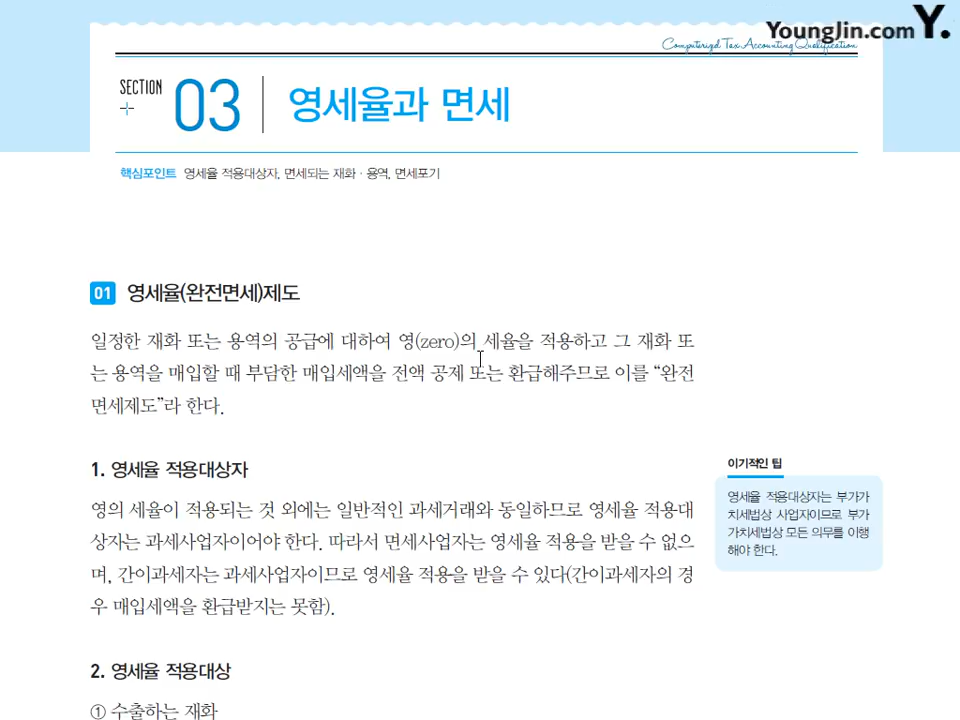 YoungJin.com Y.
Computerized Tax Accounting Qualification
SECTION
03
영세율과 면세
핵심포인트 영세율 적용대상자, 면세되는 재화 · 용역, 면세포기
01 영세율(완전면세)제도
일정한 재화 또는 용역의 공급에 대하여 영(zero)의 세율을 적용하고 그 재화 또
는 용역을 매입할 때 부담한 매입세액을 전액 공제 또는 환급해주므로 이를 “완전
면세제도”라 한다.
1. 영세율 적용대상자
이기적인 팁
영의 세율이 적용되는 것 외에는 일반적인 과세거래와 동일하므로 영세율 적용대
상자는 과세사업자이어야 한다. 따라서 면세사업자는 영세율 적용을 받을 수 없으
며, 간이과세자는 과세사업자이므로 영세율 적용을 받을 수 있다(간이과세자의 경
우 매입세액을 환급받지는 못함).
영세율 적용대상자는 부가가
치세법상 사업자이므로 부가
가치세법상 모든 의무를 이행
해야 한다.
2. 영세율 적용대상
① 수출하는 재화